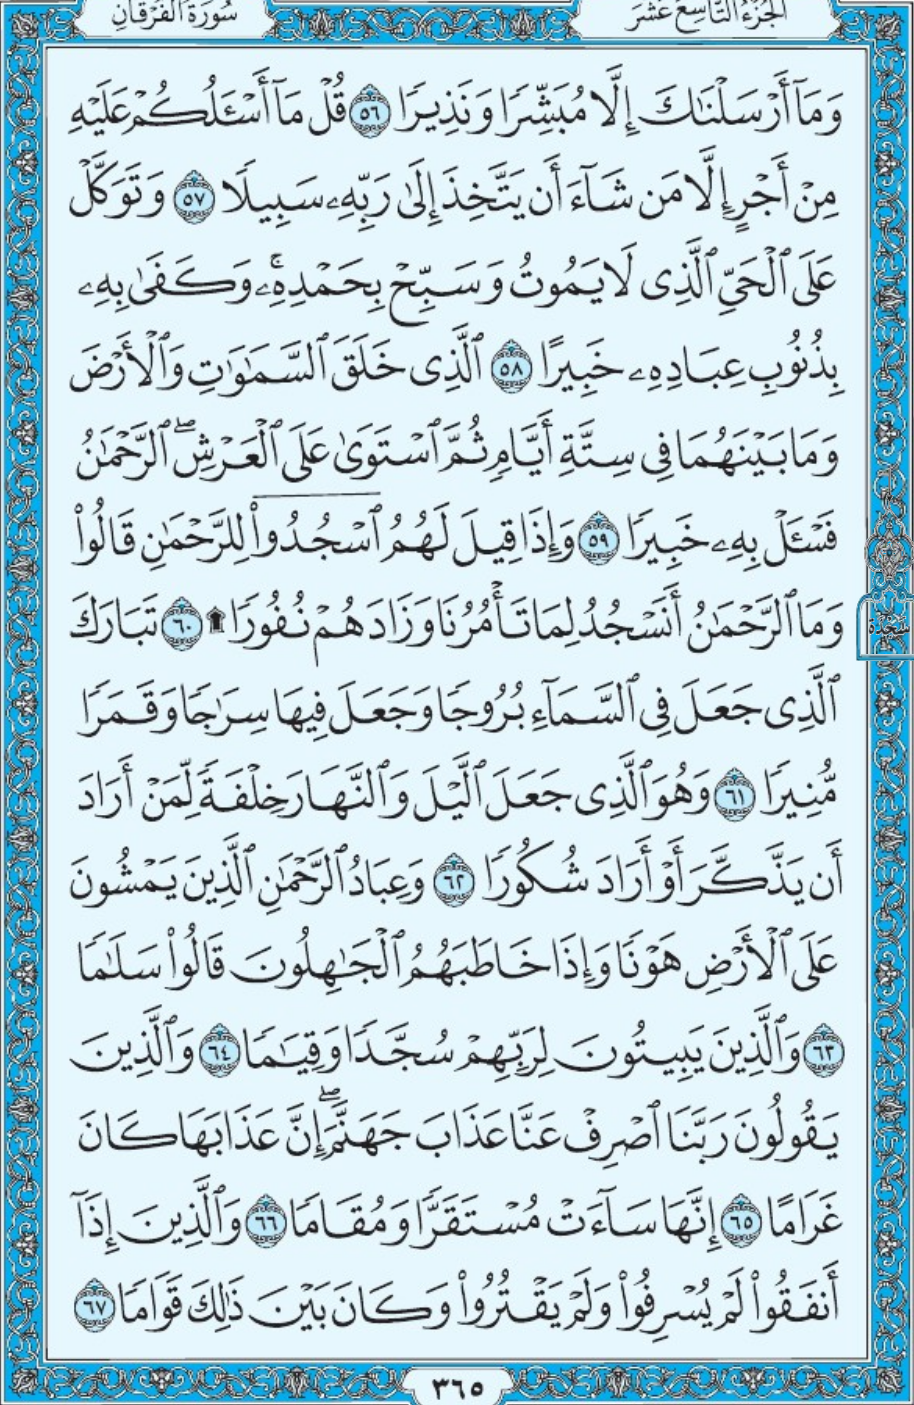 الجُزْءُ التَّاسِعَ عَشَرَ
سُورَةُ الفُرْقَانِ
وَمَآ أَرْسَلْنَٰكَ إِلَّا مُبَشِّرًا وَنَذِيرًا ٥٦ قُلْ مَآ أَسْـَٔلُكُمْ عَلَيْهِ
مِنْ أَجْرٍ إِلَّا مَن شَآءَ أَن يَتَّخِذَ إِلَىٰ رَبِّهِۦ سَبِيلًا ٥٧ وَتَوَكَّلْ
عَلَى ٱلْحَىِّ ٱلَّذِى لَا يَمُوتُ وَسَبِّحْ بِحَمْدِهِۦۚ وَكَفَىٰ بِهِۦ
بِذُنُوبِ عِبَادِهِۦ خَبِيرًا ٥٨ ٱلَّذِى خَلَقَ ٱلسَّمَٰوَٰتِ وَٱلْأَرْضَ
وَمَا بَيْنَهُمَا فِى سِتَّةِ أَيَّامٍ ثُمَّ ٱسْتَوَىٰ عَلَى ٱلْعَرْشِۖ ٱلرَّحْمَٰنُ
فَسْـَٔلْ بِهِۦ خَبِيرًا ٥٩ وَإِذَا قِيلَ لَهُمُ ٱسْجُدُوا۟ لِلرَّحْمَٰنِ قَالُوا۟
وَمَا ٱلرَّحْمَٰنُ أَنَسْجُدُ لِمَا تَأْمُرُنَا وَزَادَهُمْ نُفُورًا ۩ ٦٠ تَبَارَكَ
سَجْدَة
ٱلَّذِى جَعَلَ فِى ٱلسَّمَآءِ بُرُوجًا وَجَعَلَ فِيهَا سِرَٰجًا وَقَمَرًا
مُّنِيرًا ٦١ وَهُوَ ٱلَّذِى جَعَلَ ٱلَّيْلَ وَٱلنَّهَارَ خِلْفَةً لِّمَنْ أَرَادَ
أَن يَذَّكَّرَ أَوْ أَرَادَ شُكُورًا ٦٢ وَعِبَادُ ٱلرَّحْمَٰنِ ٱلَّذِينَ يَمْشُونَ
عَلَى ٱلْأَرْضِ هَوْنًا وَإِذَا خَاطَبَهُمُ ٱلْجَٰهِلُونَ قَالُوا۟ سَلَٰمًا
٦٣ وَٱلَّذِينَ يَبِيتُونَ لِرَبِّهِمْ سُجَّدًا وَقِيَٰمًا ٦٤ وَٱلَّذِينَ
يَقُولُونَ رَبَّنَا ٱصْرِفْ عَنَّا عَذَابَ جَهَنَّمَۖ إِنَّ عَذَابَهَا كَانَ
غَرَامًا ٦٥ إِنَّهَا سَآءَتْ مُسْتَقَرًّا وَمُقَامًا ٦٦ وَٱلَّذِينَ إِذَآ
أَنفَقُوا۟ لَمْ يُسْرِفُوا۟ وَلَمْ يَقْتُرُوا۟ وَكَانَ بَيْنَ ذَٰلِكَ قَوَامًا ٦٧
٣٦٥